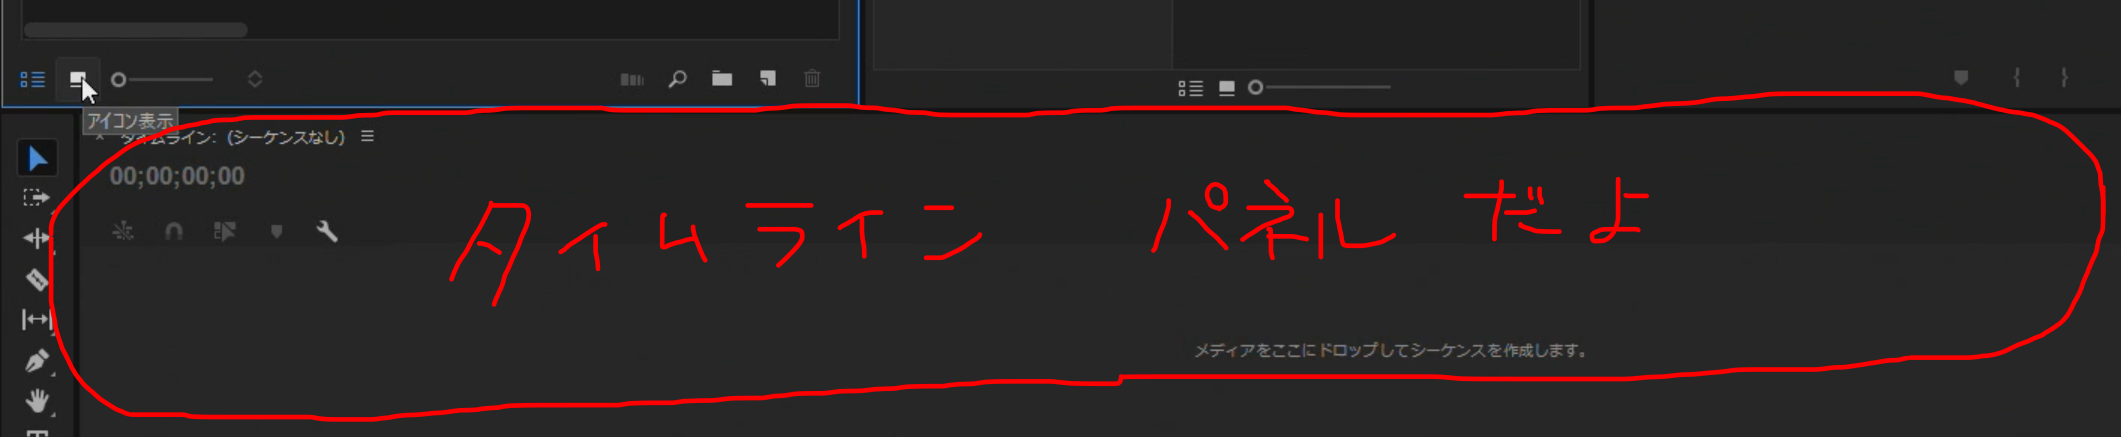 アイコン表示
× タイムライン: (シーケンスなし) ≡
00;00;00;00
タイムライン パネルだよ
メディアをここにドロップしてシーケンスを作成します。